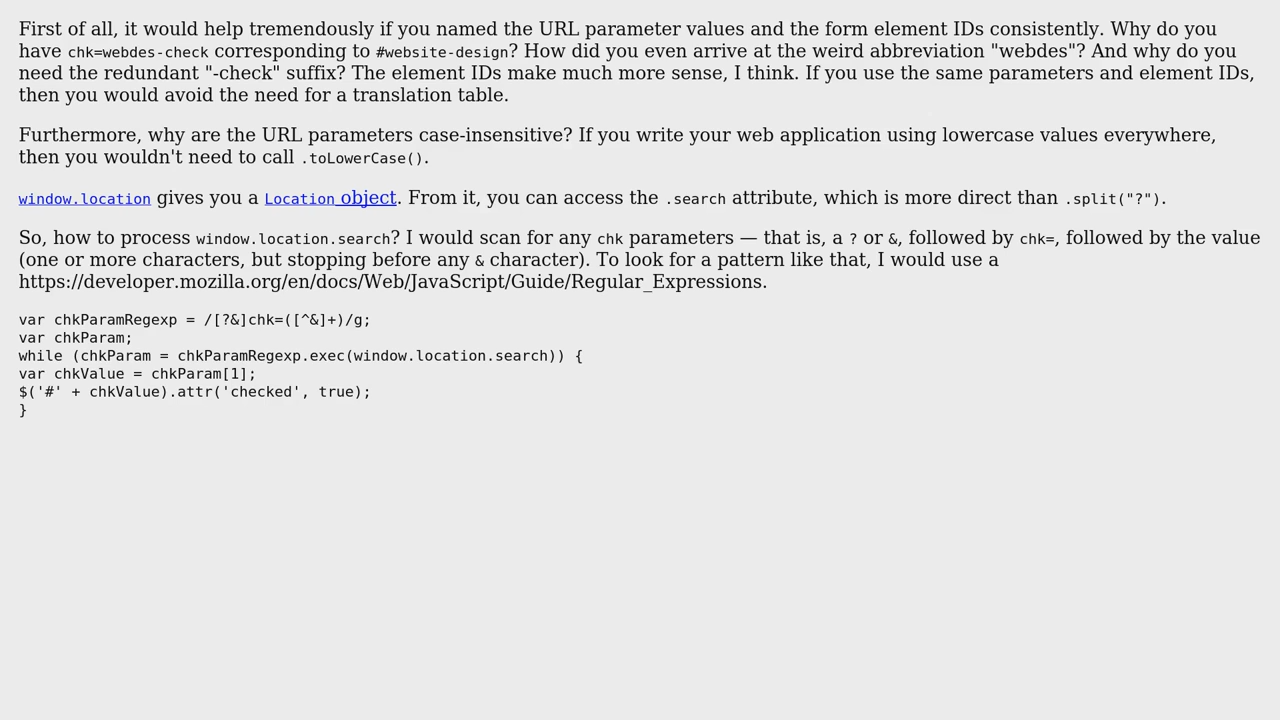 First of all, it would help tremendously if you named the URL parameter values and the form element IDs consistently. Why do you
have chk=webdes-check corresponding to #website-design? How did you even arrive at the weird abbreviation "webdes"? And why do you
need the redundant "-check" suffix? The element IDs make much more sense, I think. If you use the same parameters and element IDs,
then you would avoid the need for a translation table.
Furthermore, why are the URL parameters case-insensitive? If you write your web application using lowercase values everywhere,
then you wouldn't need to call .toLowerCase().
window.location gives you a Location object. From it, you can access the .search attribute, which is more direct than .split("?").
So, how to process window.location.search? I would scan for any chk parameters — that is, a ? or &, followed by chk=, followed by the value
(one or more characters, but stopping before any & character). To look for a pattern like that, I would use a
https://developer.mozilla.org/en/docs/Web/JavaScript/Guide/Regular_Expressions.
var chkParamRegexp = /[?&]chk=([^&]+)/g;
var chkParam;
while (chkParam = chkParamRegexp.exec(window.location.search)) {
var chkValue = chkParam[1];
$('#' + chkValue).attr('checked', true);
}